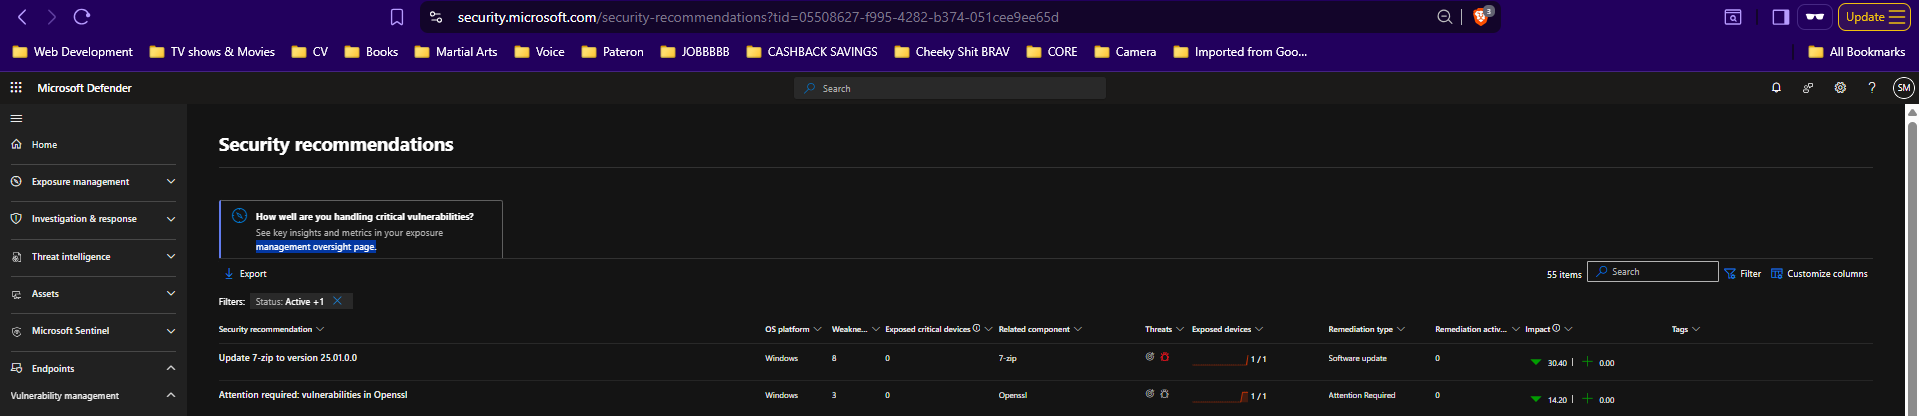 security.microsoft.com/security-recommendations?tid=05508627-f995-4282-b374-051cee9ee65d
3
Update
Web Development TV shows & Movies CV Books Martial Arts Voice Pateron JOBBBBB CASHBACK SAVINGS Cheeky Shit BRAV CORE Camera Imported from Goo... All Bookmarks
Microsoft Defender
Search
SM
Home
Exposure management
Investigation & response
Threat intelligence
Assets
Microsoft Sentinel
Endpoints
Vulnerability management
Security recommendations
How well are you handling critical vulnerabilities?
See key insights and metrics in your exposure
management oversight page.
Export
55 items Search Filter Customize columns
Filters: Status: Active +1
Security recommendation OS platform Weakne... Exposed critical devices Related component Threats Exposed devices Remediation type Remediation activ... Impact Tags
Update 7-zip to version 25.01.0.0 Windows 8 0 7-zip 1 / 1 Software update 0 30.40 | + 0.00
Attention required: vulnerabilities in Openssl Windows 3 0 Openssl 1 / 1 Attention Required 0 14.20 | + 0.00